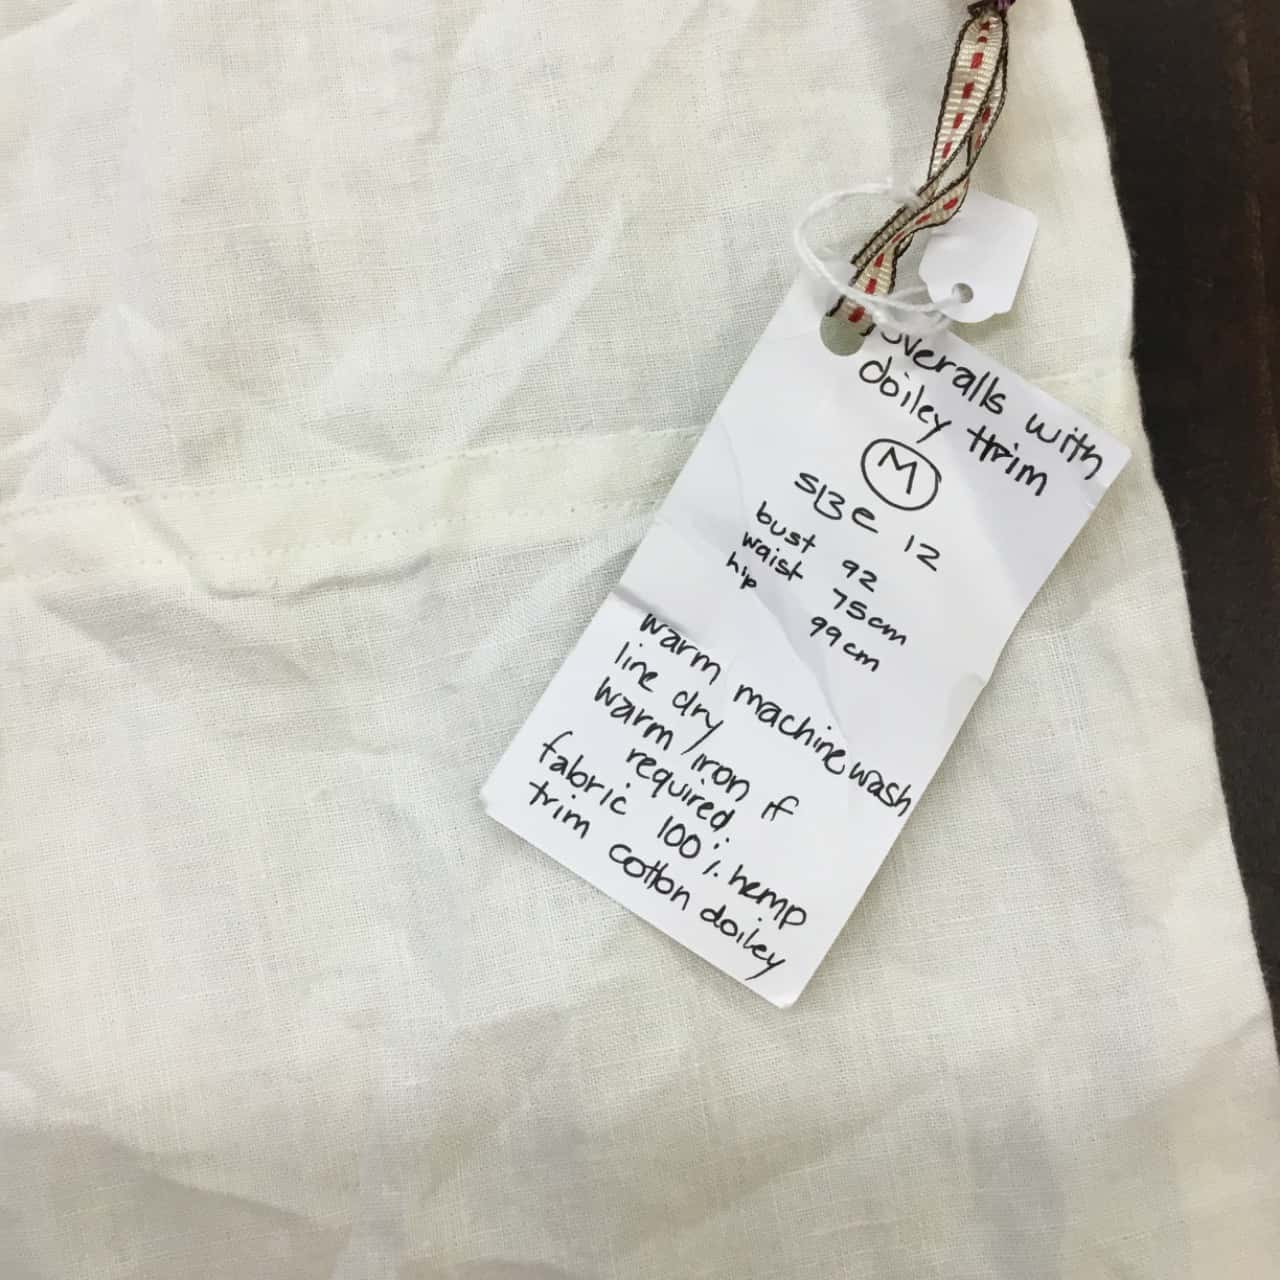 overalls with
doiley trim
M
SIZE 12
bust 92
waist 75cm
hip 99cm
warm machine wash
line dry
warm iron if
required.
fabric 100% hemp
trim cotton doiley